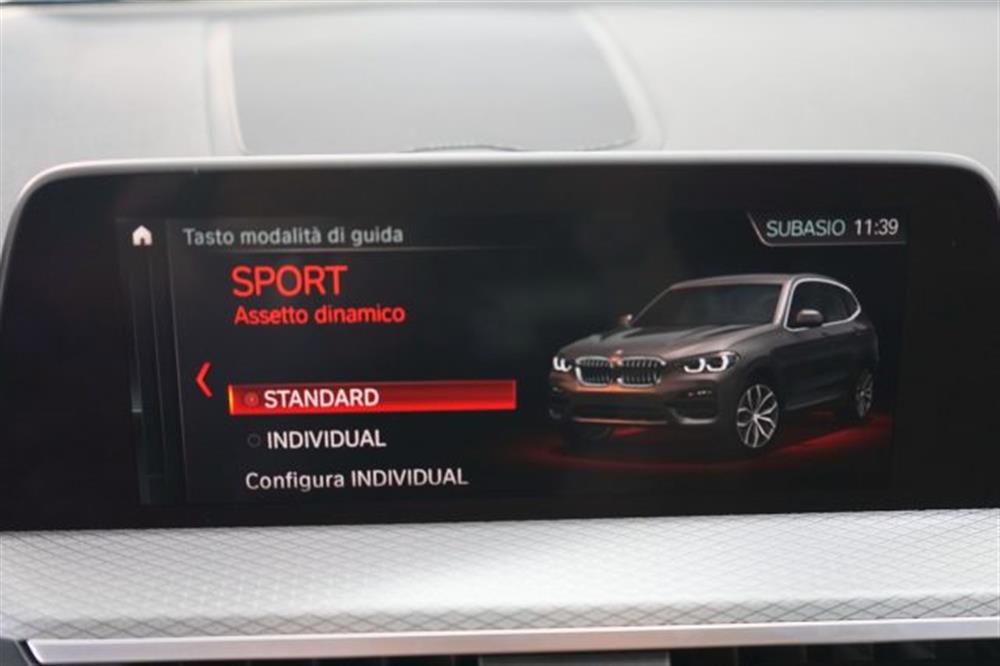 Tasto modalità di guida
SUBASIO 11:39
SPORT
Assetto dinamico
STANDARD
INDIVIDUAL
Configura INDIVIDUAL